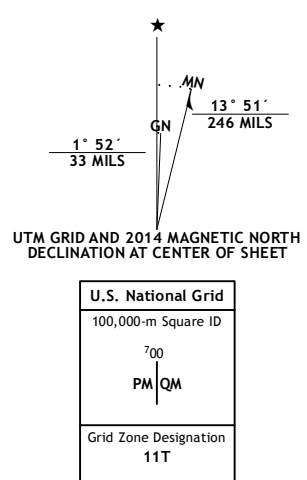 ★
MN
GN
13° 51´
246 MILS
1° 52´
33 MILS
UTM GRID AND 2014 MAGNETIC NORTH
DECLINATION AT CENTER OF SHEET
U.S. National Grid
100,000-m Square ID
⁷00
PM QM
Grid Zone Designation
11T